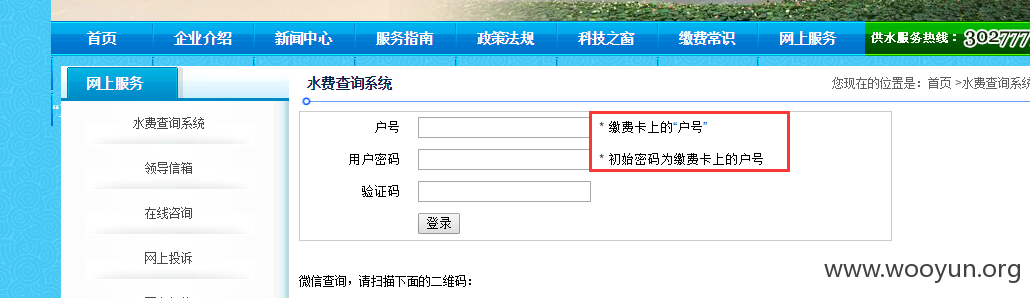 首页 企业介绍 新闻中心 服务指南 政策法规 科技之窗 缴费常识 网上服务 供水服务热线：302777
网上服务
水费查询系统
您现在的位置是：首页 >水费查询系统
水费查询系统
领导信箱
在线咨询
网上投诉
户号 * 缴费卡上的“户号”
用户密码 * 初始密码为缴费卡上的户号
验证码
登录
微信查询，请扫描下面的二维码：
www.wooyun.org